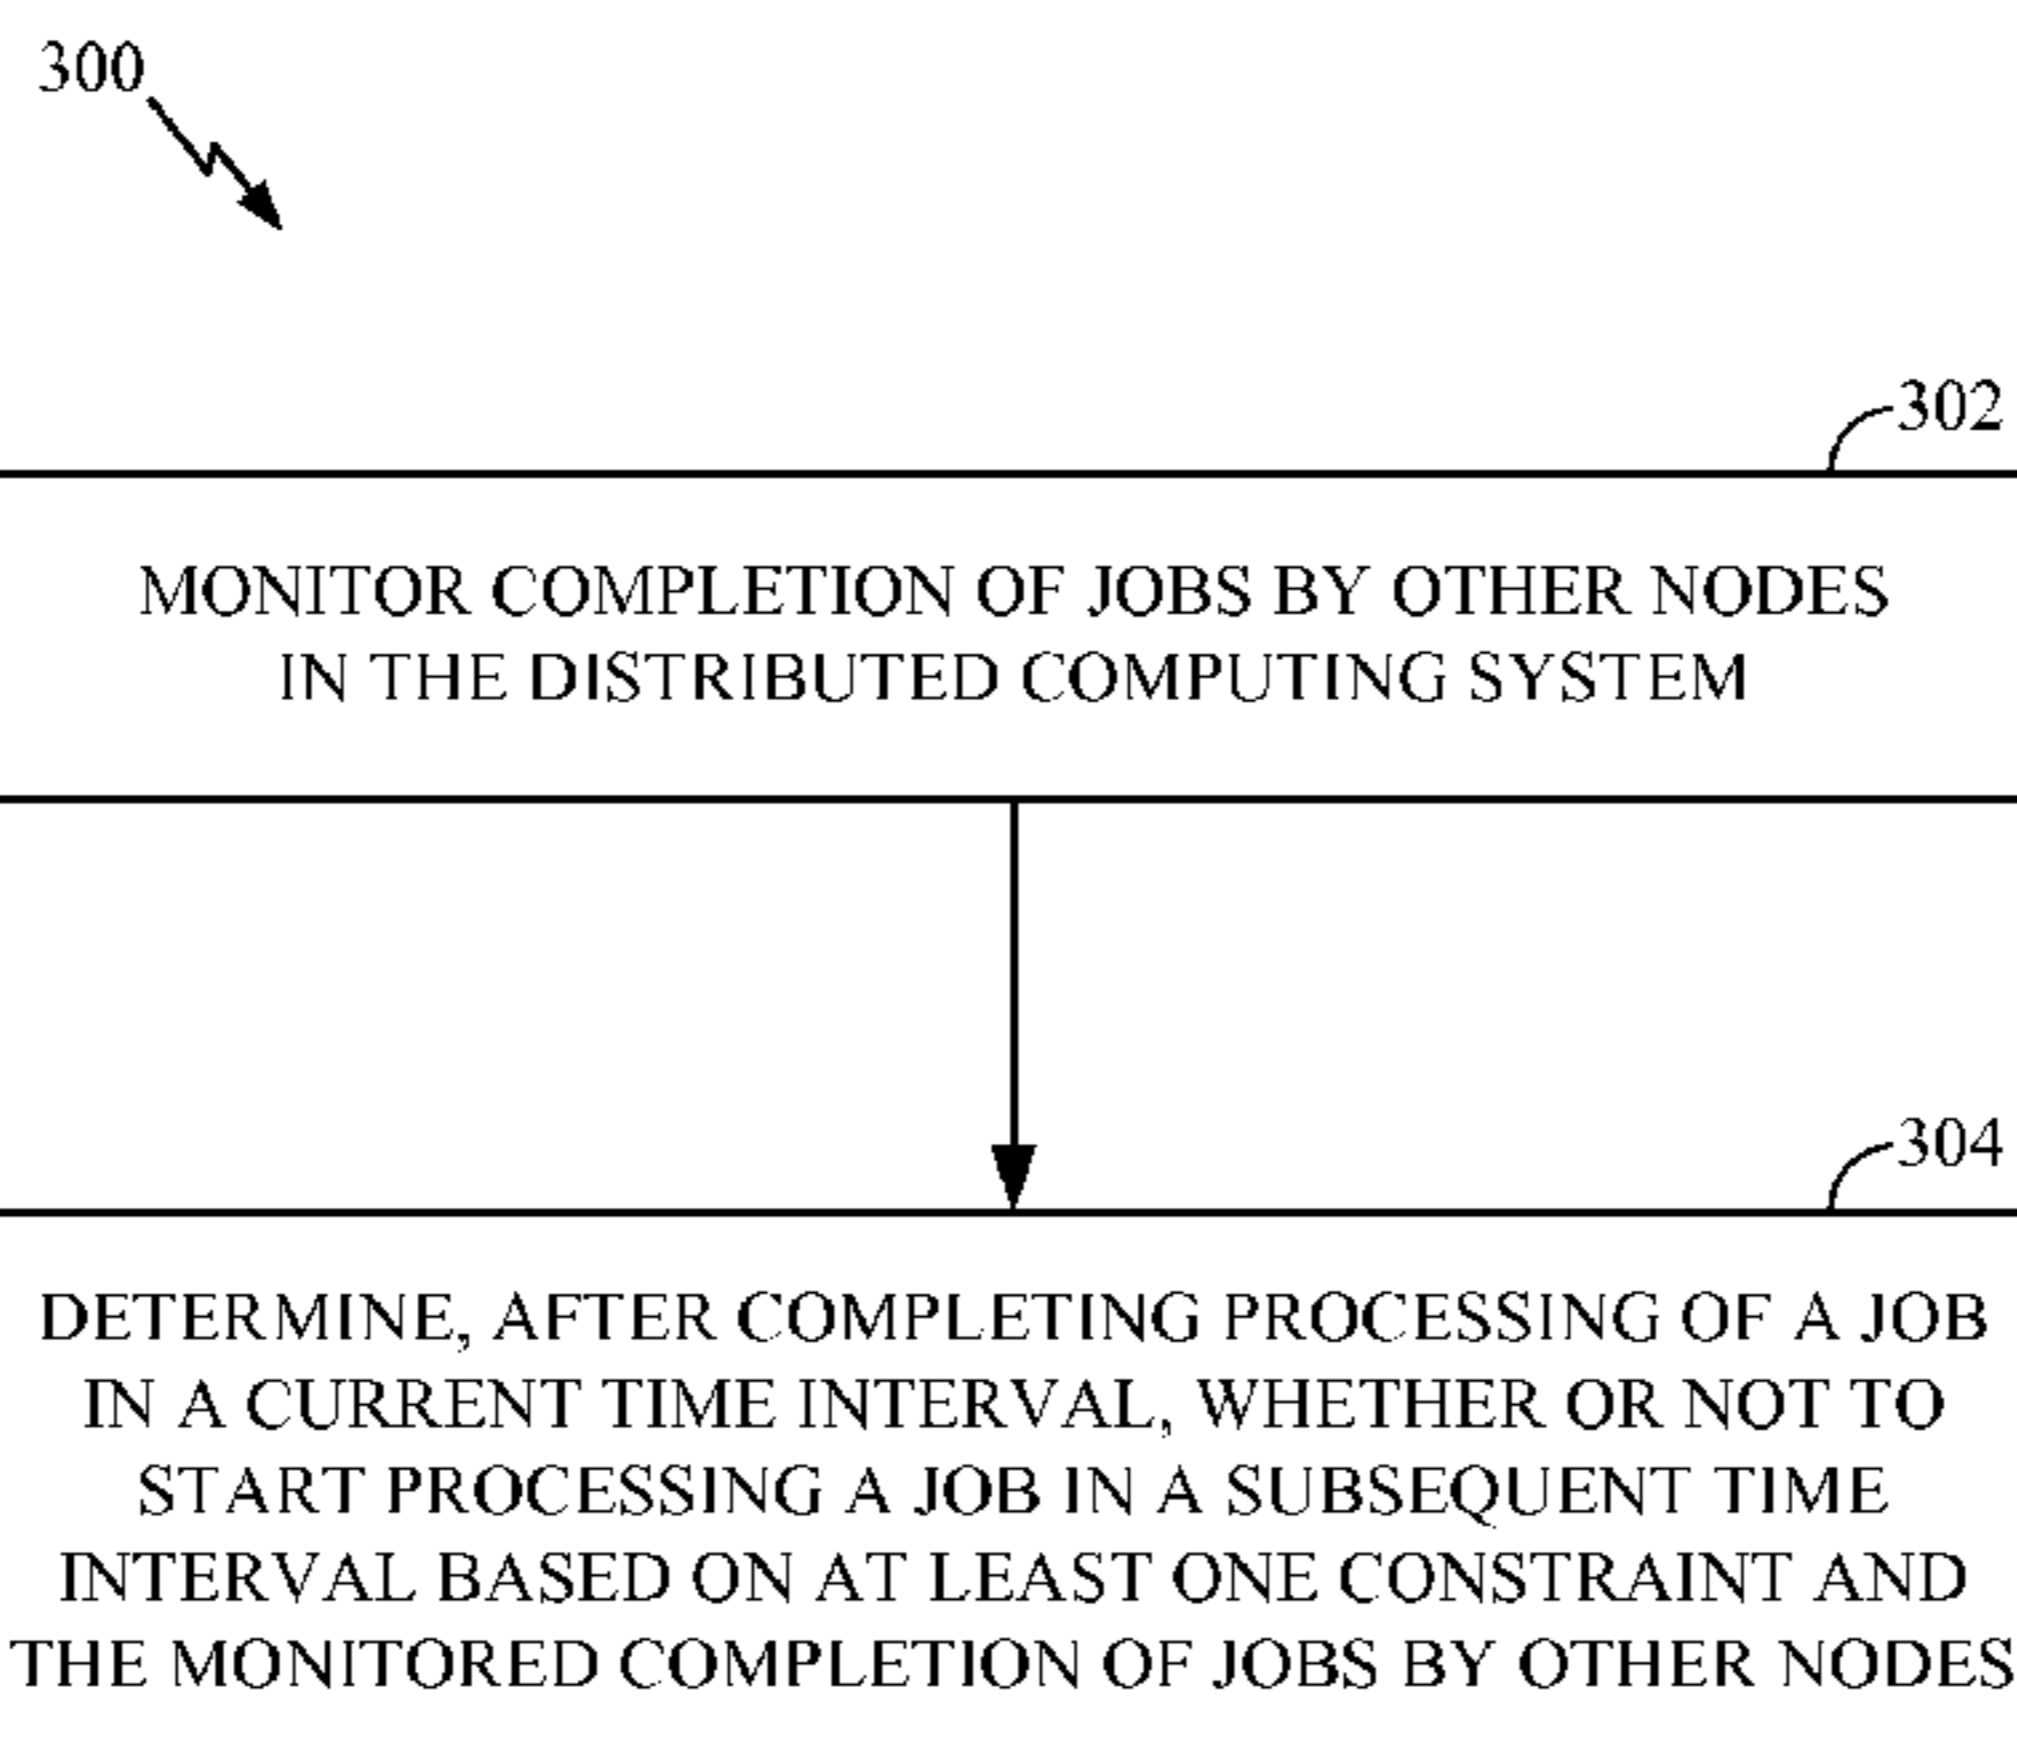 300
302
MONITOR COMPLETION OF JOBS BY OTHER NODES
IN THE DISTRIBUTED COMPUTING SYSTEM
304
DETERMINE, AFTER COMPLETING PROCESSING OF A JOB
IN A CURRENT TIME INTERVAL, WHETHER OR NOT TO
START PROCESSING A JOB IN A SUBSEQUENT TIME
INTERVAL BASED ON AT LEAST ONE CONSTRAINT AND
THE MONITORED COMPLETION OF JOBS BY OTHER NODES